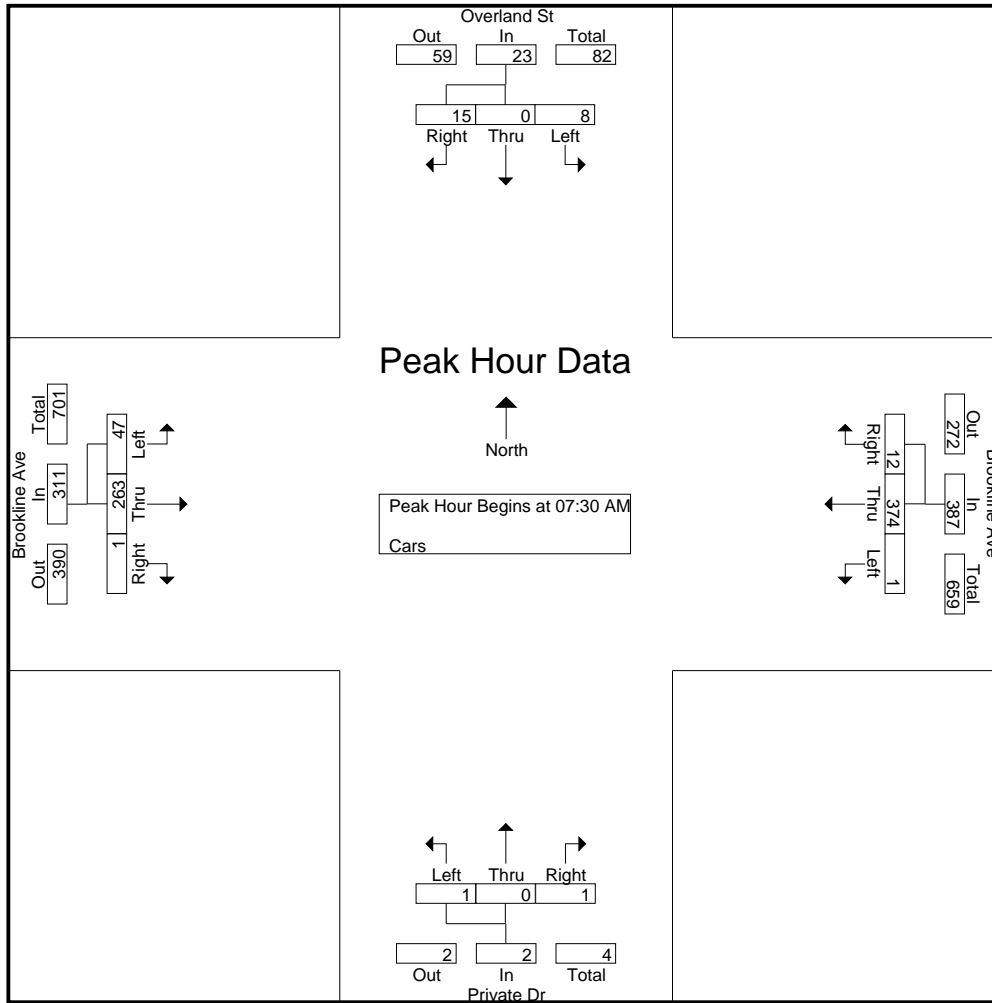 Overland St
Out In Total
59 23 82
15 0 8
Right Thru Left
Peak Hour Data
North
Peak Hour Begins at 07:30 AM
Cars
Brookline Ave
Total In Out
701 311 390
47 263 1
Left Thru Right
Brookline Ave
Out In Total
272 387 659
12 374 1
Right Thru Left
Left Thru Right
1 0 1
2 2 4
Out In Total
Private Dr